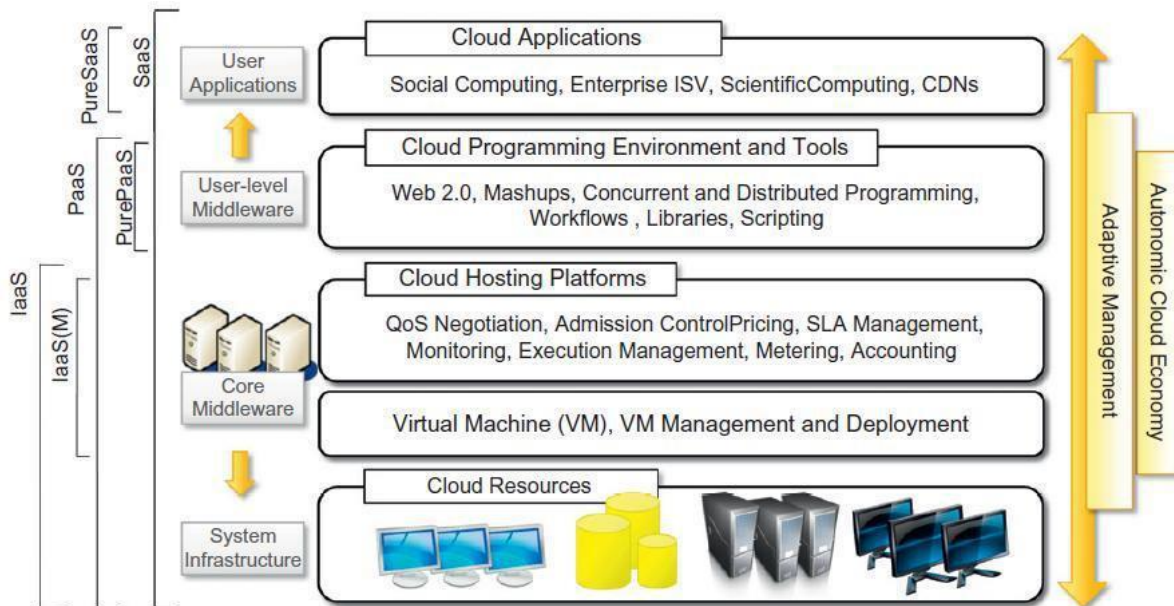 Cloud Applications
User
Applications
Social Computing, Enterprise ISV, ScientificComputing, CDNs
PureSaaS
SaaS
Cloud Programming Environment and Tools
User-level
Middleware
Web 2.0, Mashups, Concurrent and Distributed Programming,
Workflows , Libraries, Scripting
PaaS
PurePaaS
Cloud Hosting Platforms
QoS Negotiation, Admission ControlPricing, SLA Management,
Monitoring, Execution Management, Metering, Accounting
IaaS
IaaS(M)
Core
Middleware
Virtual Machine (VM), VM Management and Deployment
Cloud Resources
System
Infrastructure
Adaptive Management
Autonomic Cloud Economy